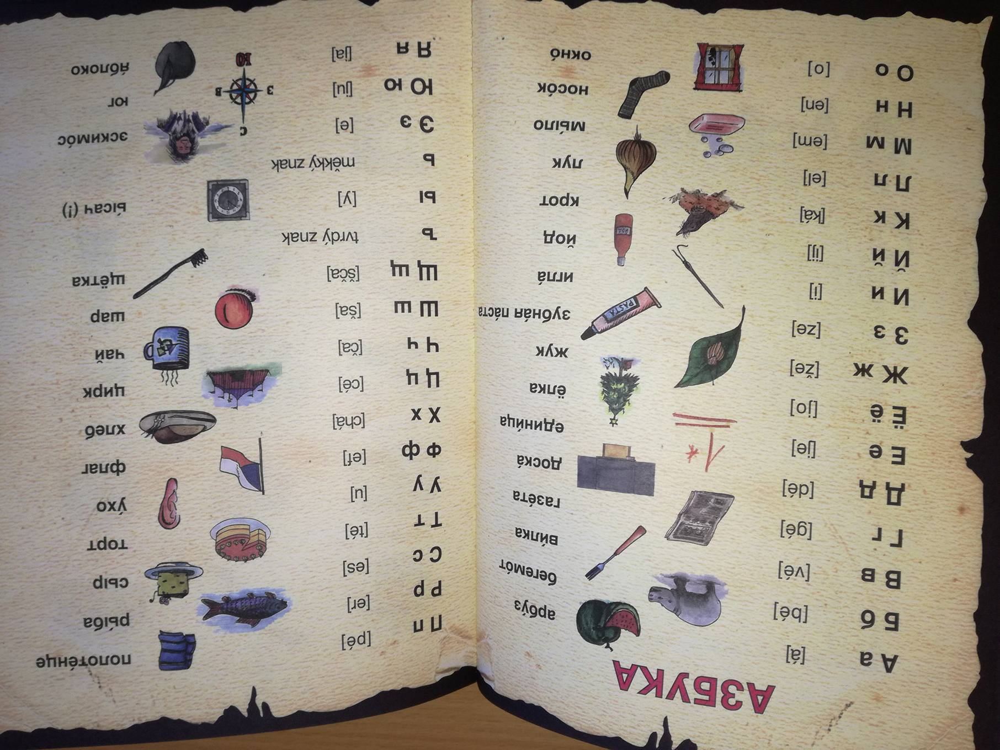 АЗБУКА
А а [á] арбу́з
Б б [bé] бегемо́т
В в [vé] ви́лка
Г г [gé] газе́та
Д д [dé] доска́
Е е [je] едини́ца
1*
Ё ё [jo] ёлка
Ж ж [že] жук
З з [ze] зубна́я па́ста
PASTA
И и [i] игла́
Й й [ij] йод
ЙОД
К к [ká] крот
Л л [el] лук
М м [em] мы́ло
Н н [en] носо́к
О о [o] окно́
П п [pé] полоте́нце
Р р [er] ры́ба
С с [es] сыр
Т т [té] торт
У у [u] у́хо
Ф ф [ef] флаг
Х х [chá] хлеб
Ц ц [cé] цирк
Ч ч [ča] чай
Ш ш [ša] шар
Щ щ [šča] щётка
ъ tvrdý znak
ы [y] ы́сач (!)
ь měkký znak
Э э [e] эскимо́с
С
З В
Ю
Ю ю [ju] юг
Я я [ja] я́блоко